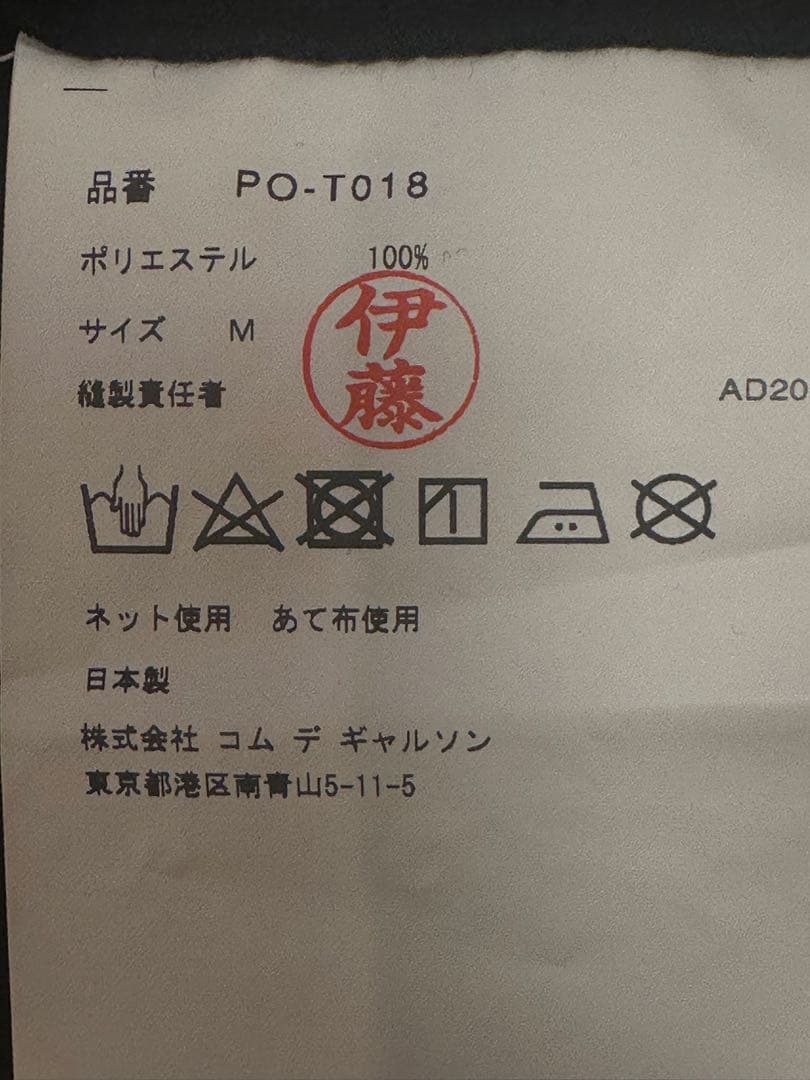 品番 PO-T018
ポリエステル 100%
サイズ M
伊藤
縫製責任者 AD20
ネット使用 あて布使用
日本製
株式会社 コム デ ギャルソン
東京都港区南青山5-11-5